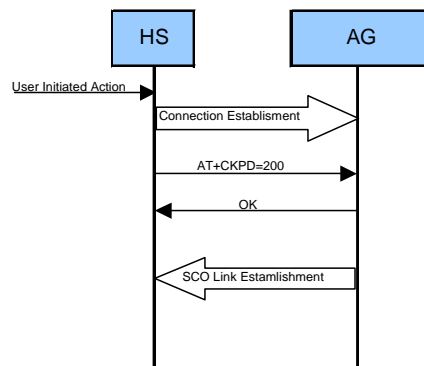 HS
AG
User Initiated Action
Connection Establisment
AT+CKPD=200
OK
SCO Link Estamlishment